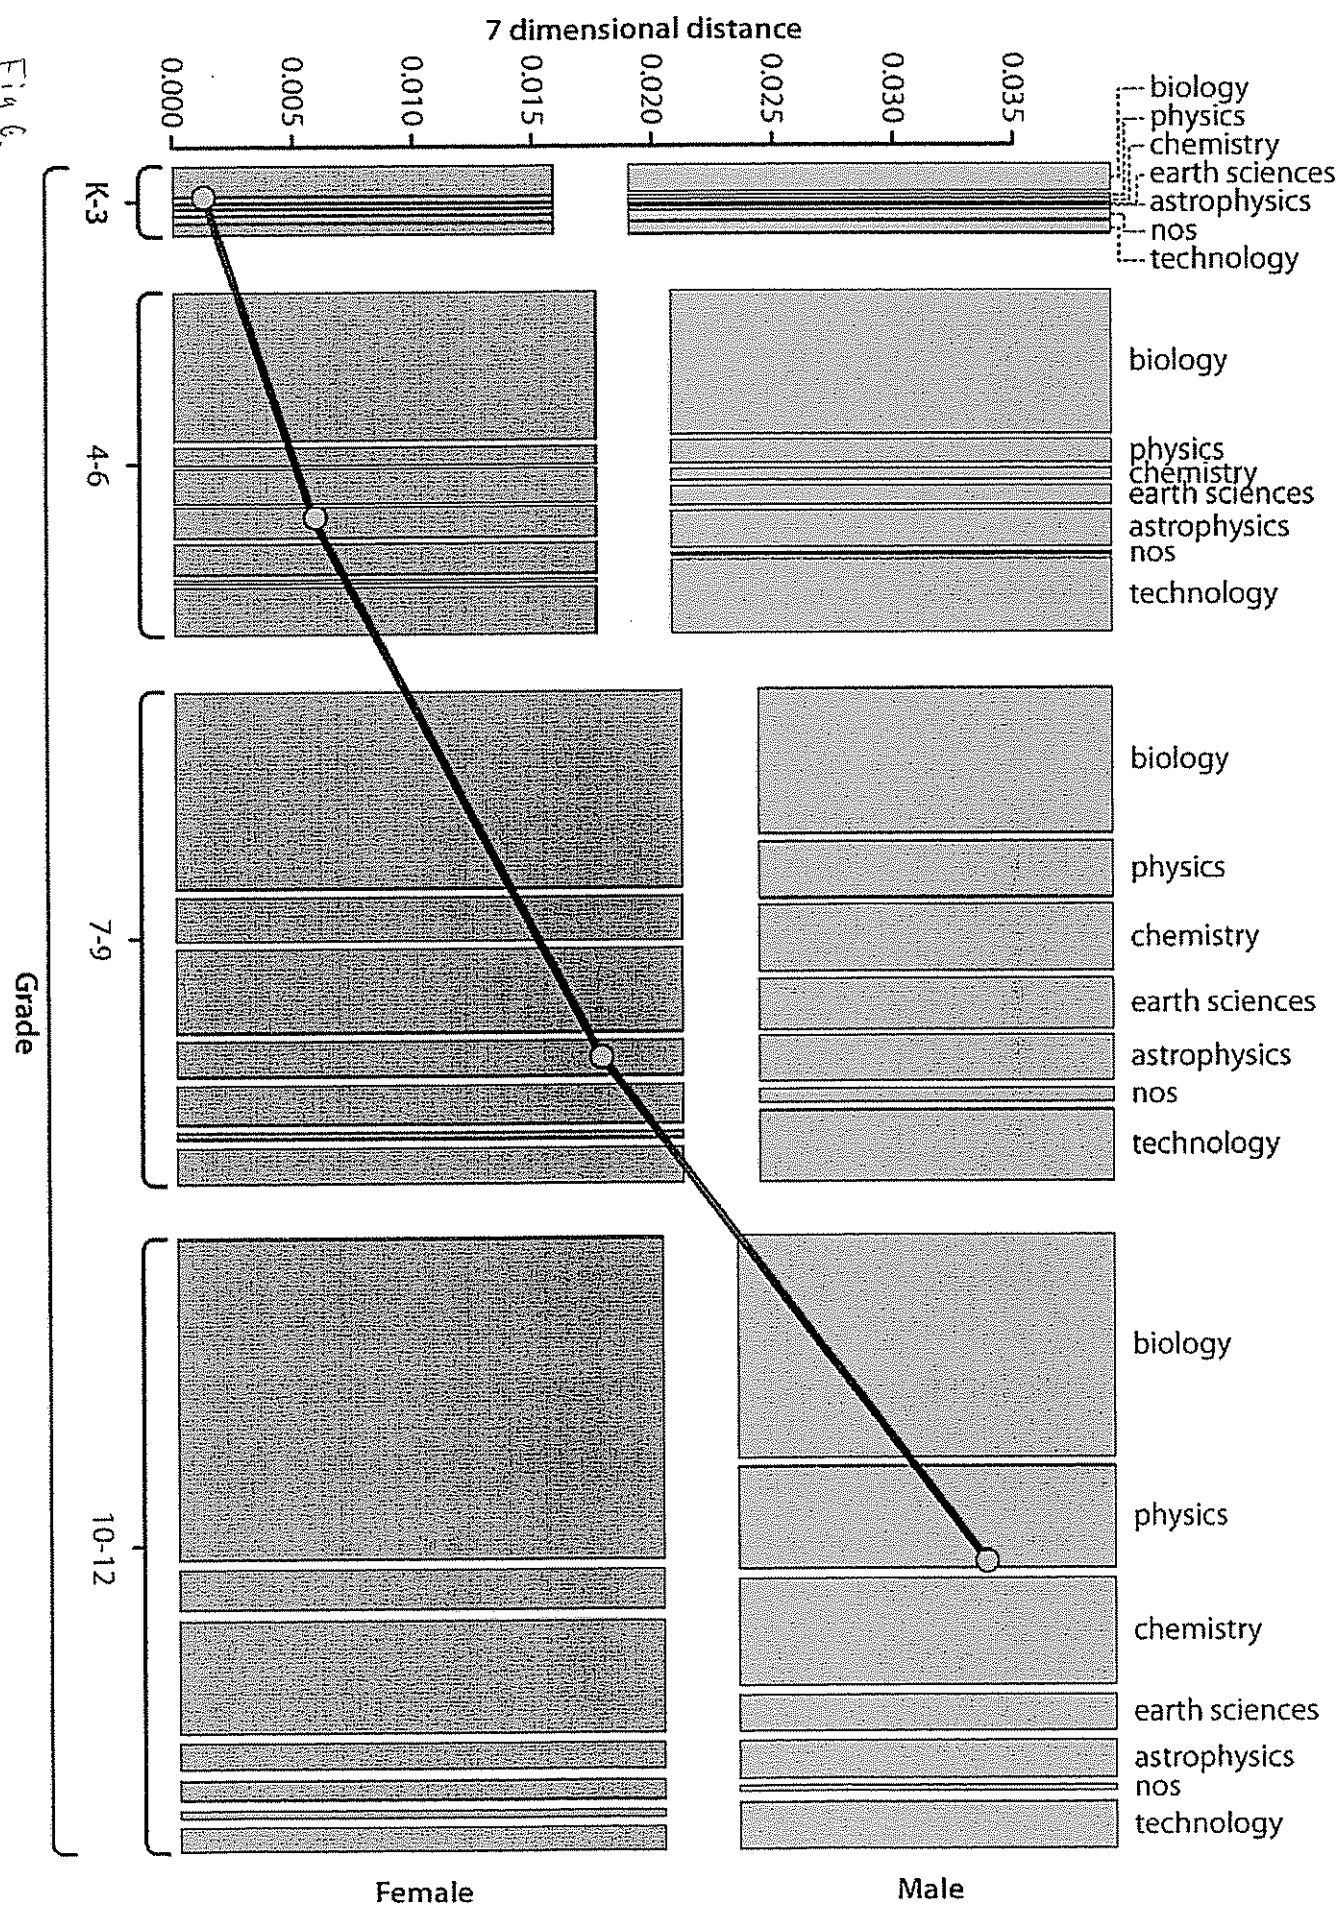 7 dimensional distance
0.000
0.005
0.010
0.015
0.020
0.025
0.030
0.035
biology
physics
chemistry
earth sciences
astrophysics
nos
technology
K-3
biology
physics
chemistry
earth sciences
astrophysics
nos
technology
4-6
biology
physics
chemistry
earth sciences
astrophysics
nos
technology
7-9
biology
physics
chemistry
earth sciences
astrophysics
nos
technology
10-12
Grade
Female
Male
Fig 6.